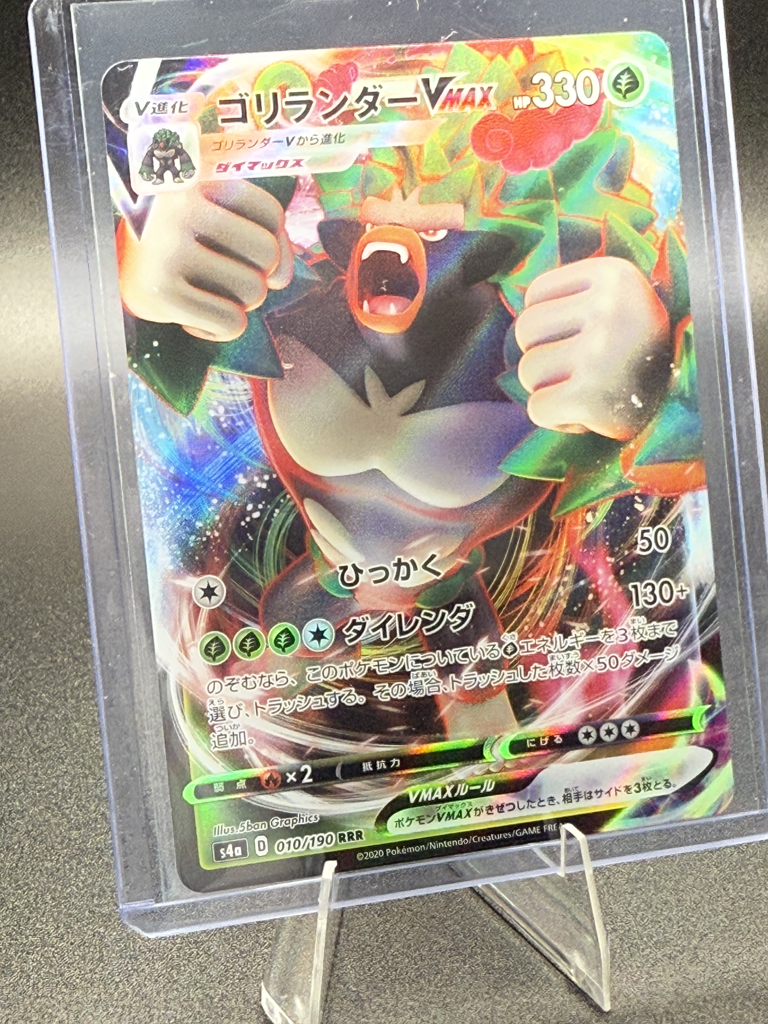 V進化
ゴリランダーVMAX HP330
ゴリランダーVから進化
ダイマックス
ひっかく 50
ダイレンダ 130+
のぞむなら、このポケモンについているエネルギーを3枚まで
選び、トラッシュする。その場合、トラッシュした枚数×50ダメージ
追加。
弱点 ×2 抵抗力 にげる
VMAXルール
ポケモンVMAXがきぜつしたとき、相手はサイドを3枚とる。
Illus.5ban Graphics
s4a D 010/190 RRR
©2020 Pokémon/Nintendo/Creatures/GAME